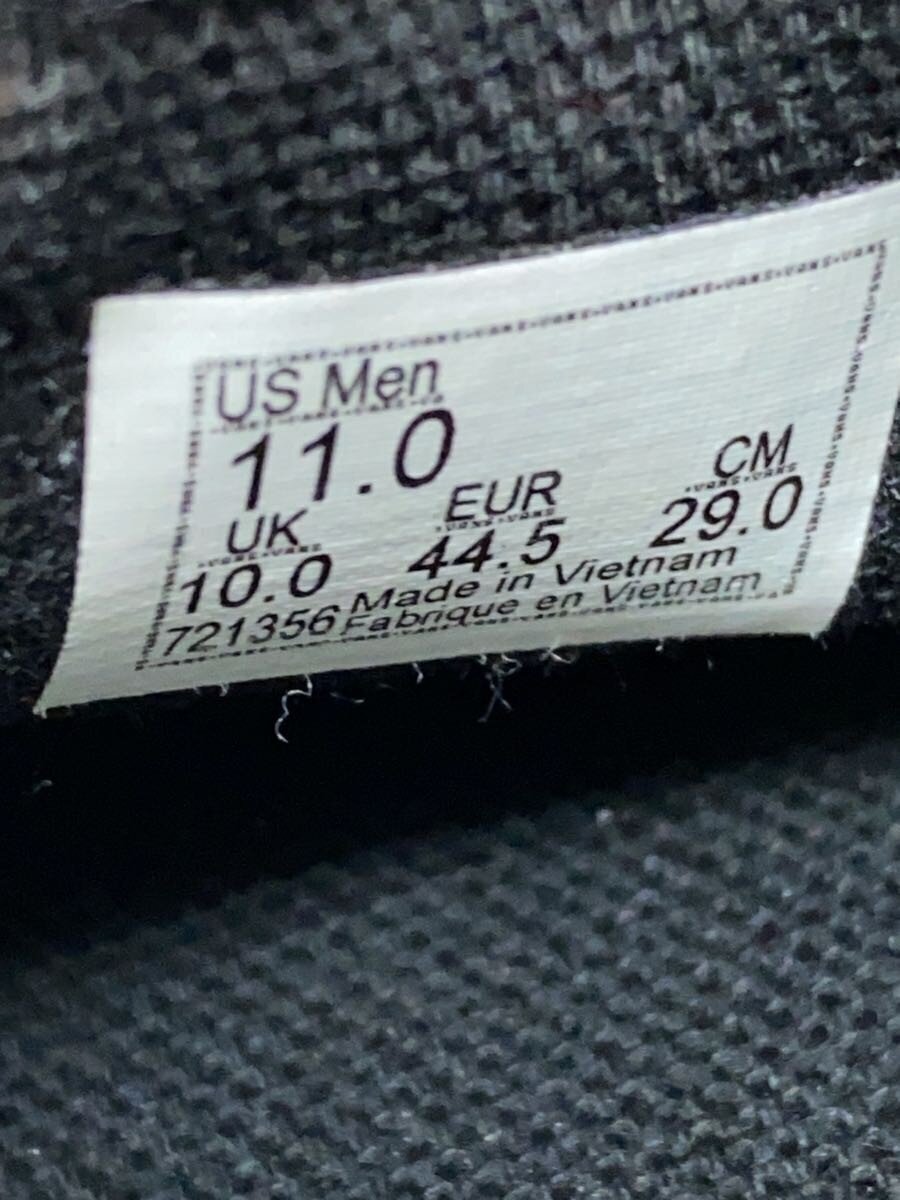 US Men
11.0
UK EUR CM
10.0 44.5 29.0
721356 Made in Vietnam
Fabrique en Vietnam